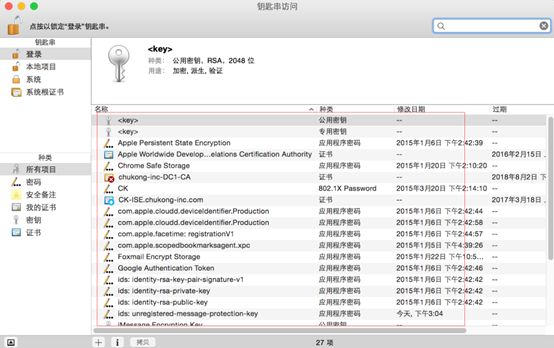 钥匙串访问
点按以锁定“登录”钥匙串。
钥匙串
登录
本地项目
系统
系统根证书
<key>
种类: 公用密钥, RSA, 2048 位
用途: 加密, 派生, 验证
名称 种类 修改日期 过期
<key> 公用密钥 -- --
<key> 专用密钥 -- --
Apple Persistent State Encryption 应用程序密码 2015年1月6日 下午2:42:39 --
Apple Worldwide Develop...elations Certification Authority 证书 -- 2016年2月15日,
Chrome Safe Storage 应用程序密码 2015年1月20日 下午2:10:20 --
chukong-inc-DC1-CA 证书 -- 2018年8月2日 下
CK 802.1X Password 2015年3月20日 下午2:14:10 --
CK-ISE.chukong-inc.com 证书 -- 2017年3月18日,
com.apple.cloudd.deviceIdentifier.Production 应用程序密码 2015年1月6日 下午2:42:44 --
com.apple.cloudd.deviceIdentifier.Production 应用程序密码 2015年1月6日 下午2:42:58 --
com.apple.facetime: registrationV1 应用程序密码 2015年1月6日 下午2:44:57 --
com.apple.scopedbookmarksagent.xpc 应用程序密码 2015年1月5日 下午4:39:26 --
Foxmail Encrypt Storage 应用程序密码 2015年1月22日 下午10:5... --
Google Authentication Token 应用程序密码 2015年1月6日 下午2:42:46 --
ids: identity-rsa-key-pair-signature-v1 应用程序密码 2015年1月6日 下午2:42:42 --
ids: identity-rsa-private-key 应用程序密码 2015年1月6日 下午2:42:42 --
ids: identity-rsa-public-key 应用程序密码 2015年1月6日 下午2:42:42 --
ids: unregistered-message-protection-key 应用程序密码 今天, 下午3:04 --
iMessage Encryption Key 公用密钥 -- --
种类
所有项目
密码
安全备注
我的证书
密钥
证书
拷贝
27 项